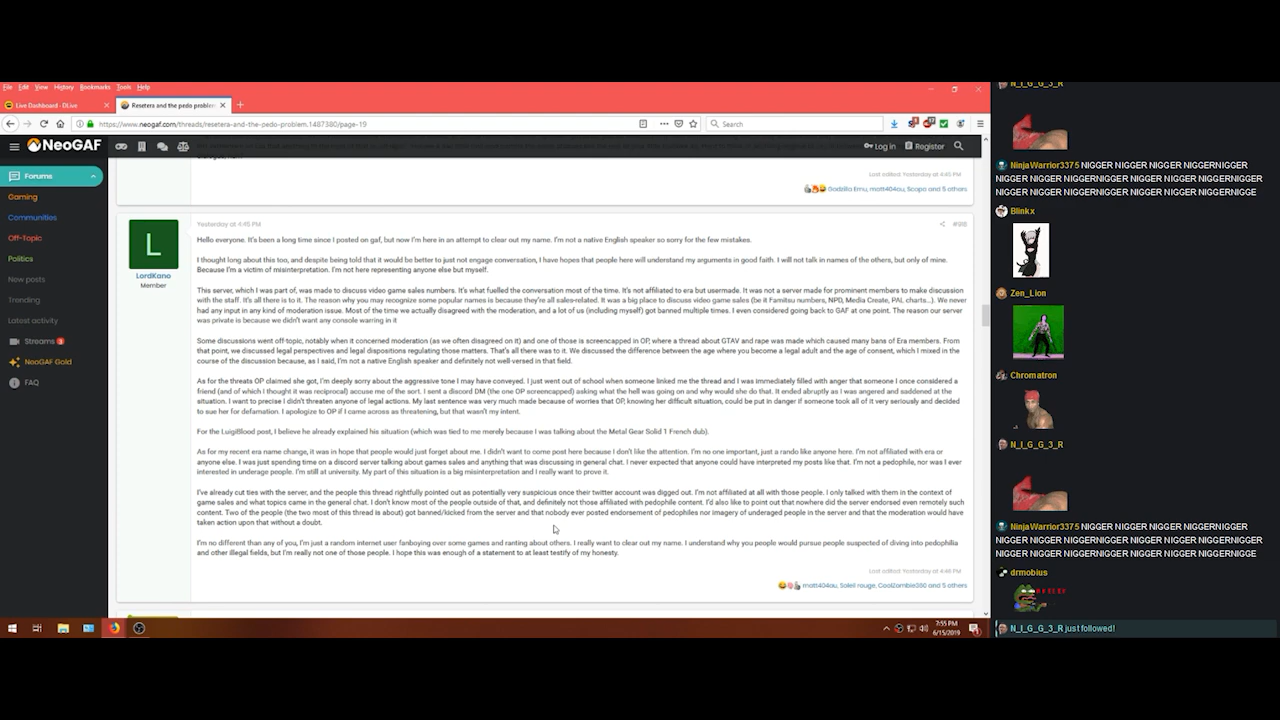 File Edit View History Bookmarks Tools Help
Live Dashboard - DLive
Resetera and the pedo problem
https://www.neogaf.com/threads/resetera-and-the-pedo-problem.1487380/page-19
Search
NeoGAF
Log in
Register
Forums
Gaming
Communities
Off-Topic
Politics
New posts
Trending
Latest activity
Streams 3
NeoGAF Gold
FAQ
Last edited: Yesterday at 4:45 PM
Godzilla Emu, matt404au, Scopa and 5 others
L
LordKano
Member
Yesterday at 4:45 PM
#988
Hello everyone. It's been a long time since I posted on gaf, but now I'm here in an attempt to clear out my name. I'm not a native English speaker so sorry for the few mistakes.
I thought long about this too, and despite being told that it would be better to just not engage conversation, I have hopes that people here will understand my arguments in good faith. I will not talk in names of the others, but only of mine.
Because I'm a victim of misinterpretation. I'm not here representing anyone else but myself.
This server, which I was part of, was made to discuss video game sales numbers. It's what fuelled the conversation most of the time. It's not affiliated to era but usermade. It was not a server made for prominent members to make discussion
with the staff. It's all there is to it. The reason why you may recognize some popular names is because they're all sales-related. It was a big place to discuss video game sales (be it Famitsu numbers, NPD, Media Create, PAL charts...). We never
had any input in any kind of moderation issue. Most of the time we actually disagreed with the moderation, and a lot of us (including myself) got banned multiple times. I even considered going back to GAF at one point. The reason our server
was private is because we didn't want any console warring in it
Some discussions went off-topic, notably when it concerned moderation (as we often disagreed on it) and one of those is screencapped in OP, where a thread about GTAV and rape was made which caused many bans of Era members. From
that point, we discussed legal perspectives and legal dispositions regulating those matters. That's all there was to it. We discussed the difference between the age where you become a legal adult and the age of consent, which I mixed in the
course of the discussion because, as I said, I'm not a native English speaker and definitely not well-versed in that field.
As for the threats OP claimed she got, I'm deeply sorry about the aggressive tone I may have conveyed. I just went out of school when someone linked me the thread and I was immediately filled with anger that someone I once considered a
friend (and of which I thought it was reciprocal) accuse me of the sort. I sent a discord DM (the one OP screencapped) asking what the hell was going on and why would she do that. It ended abruptly as I was angered and saddened at the
situation. I want to precise I didn't threaten anyone of legal actions. My last sentence was very much made because of worries that OP, knowing her difficult situation, could be put in danger if someone took all of it very seriously and decided
to sue her for defamation. I apologize to OP if I came across as threatening, but that wasn't my intent.
For the LuigiBlood post, I believe he already explained his situation (which was tied to me merely because I was talking about the Metal Gear Solid 1 French dub).
As for my recent era name change, it was in hope that people would just forget about me. I didn't want to come post here because I don't like the attention. I'm no one important, just a rando like anyone here. I'm not affiliated with era or
anyone else. I was just spending time on a discord server talking about games sales and anything that was discussing in general chat. I never expected that anyone could have interpreted my posts like that. I'm not a pedophile, nor was I ever
interested in underage people. I'm still at university. My part of this situation is a big misinterpretation and I really want to prove it.
I've already cut ties with the server, and the people this thread rightfully pointed out as potentially very suspicious once their twitter account was digged out. I'm not affiliated at all with those people. I only talked with them in the context of
game sales and what topics came in the general chat. I don't know most of the people outside of that, and definitely not those affiliated with pedophile content. I'd also like to point out that nowhere did the server endorsed even remotely such
content. Two of the people (the two most of this thread is about) got banned/kicked from the server and that nobody ever posted endorsement of pedophiles nor imagery of underaged people in the server and that the moderation would have
taken action upon that without a doubt.
I'm no different than any of you, I'm just a random internet user fanboying over some games and ranting about others. I really want to clear out my name. I understand why you people would pursue people suspected of diving into pedophilia
and other illegal fields, but I'm really not one of those people. I hope this was enough of a statement to at least testify of my honesty.
Last edited: Yesterday at 4:46 PM
matt404au, Soleil rouge, CoolZombie360 and 5 others
7:55 PM
6/15/2019
N_I_G_G_3_R
NinjaWarrior3375 NIGGER NIGGER NIGGERNIGGER
NIGGER NIGGER NIGGERNIGGER NIGGER NIGGER
NIGGERNIGGER NIGGER NIGGER NIGGERNIGGE
Blinkx
Zen_Lion
Chromatron
N_I_G_G_3_R
NinjaWarrior3375 NIGGER NIGGER NIGGERNIGGER
NIGGER NIGGER NIGGERNIGGER NIGGER NIGGER
NIGGERNIGGER NIGGER NIGGER NIGGERNIGGE
drmobius
N_I_G_G_3_R just followed!